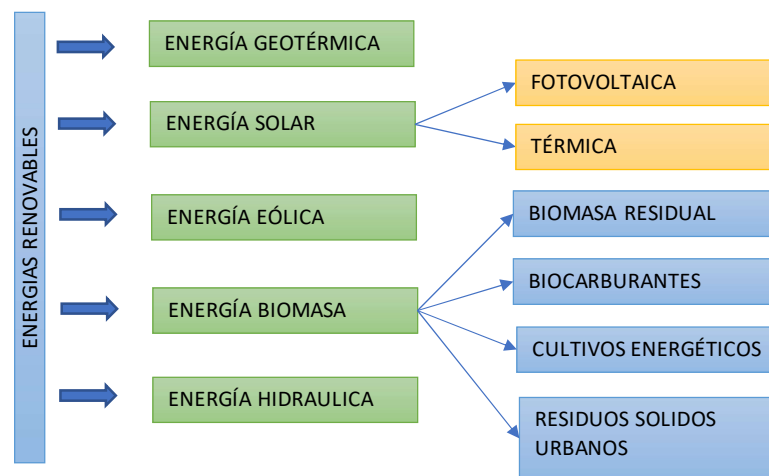 ENERGIAS RENOVABLES
ENERGÍA GEOTÉRMICA
ENERGÍA SOLAR
FOTOVOLTAICA
TÉRMICA
ENERGÍA EÓLICA
ENERGÍA BIOMASA
BIOMASA RESIDUAL
BIOCARBURANTES
CULTIVOS ENERGÉTICOS
RESIDUOS SOLIDOS
URBANOS
ENERGÍA HIDRAULICA